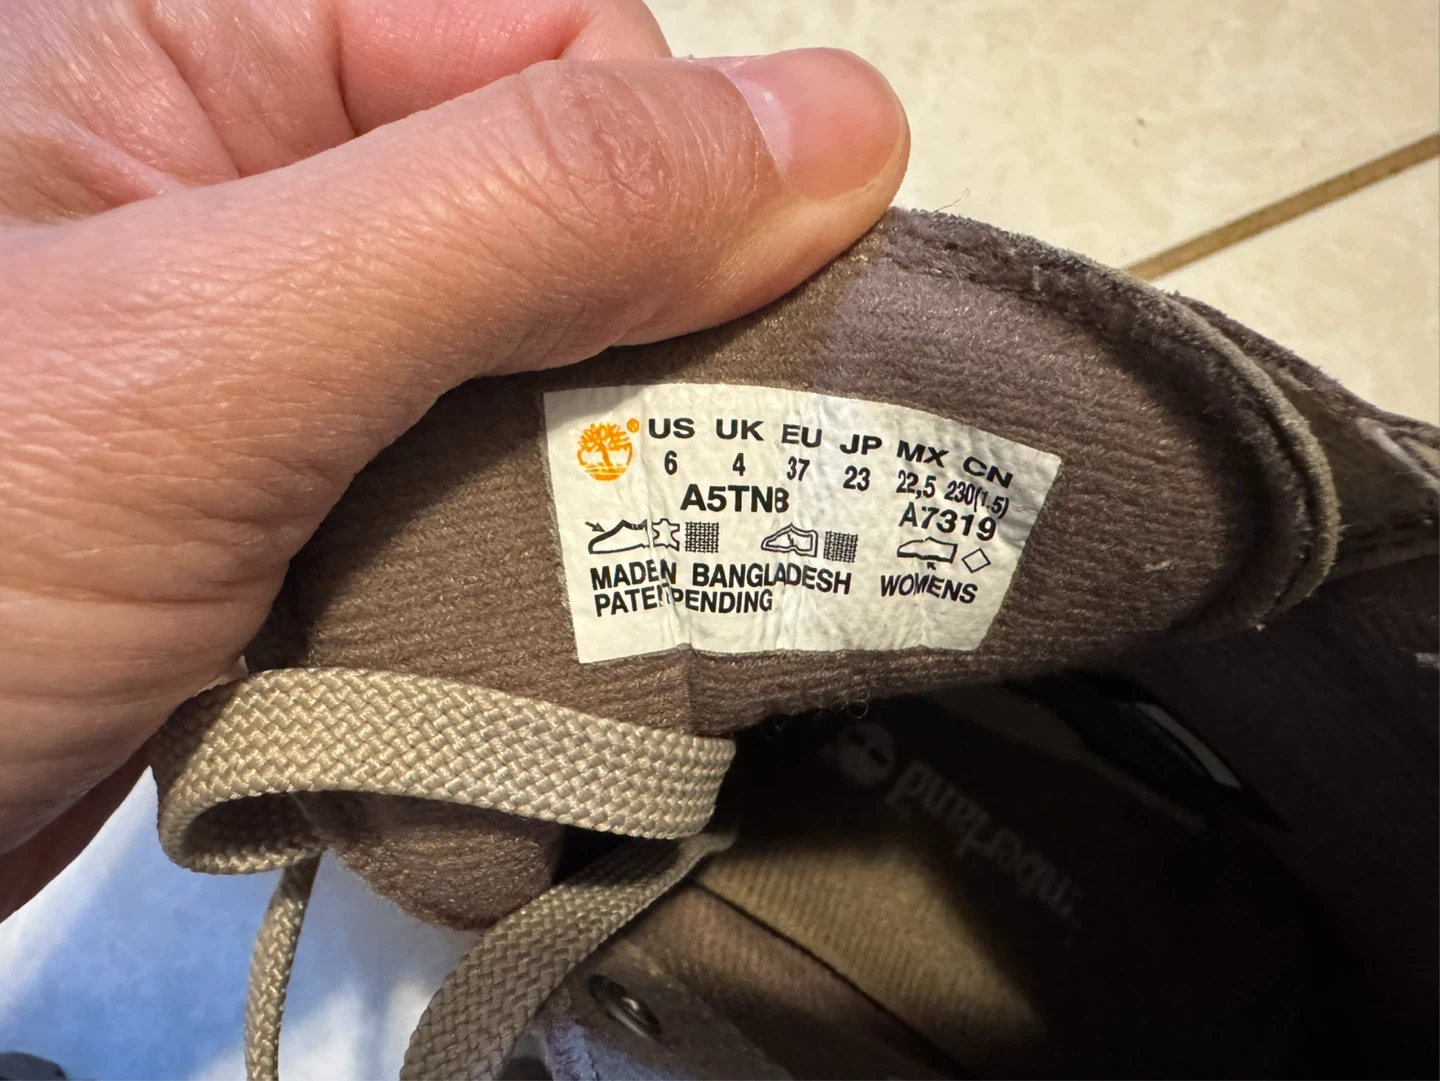 ® US UK EU JP MX CN
6 4 37 23 22,5 230(1.5)
A5TNB A7319
MADE N BANGLADESH WOMENS
PATENT PENDING
mberland